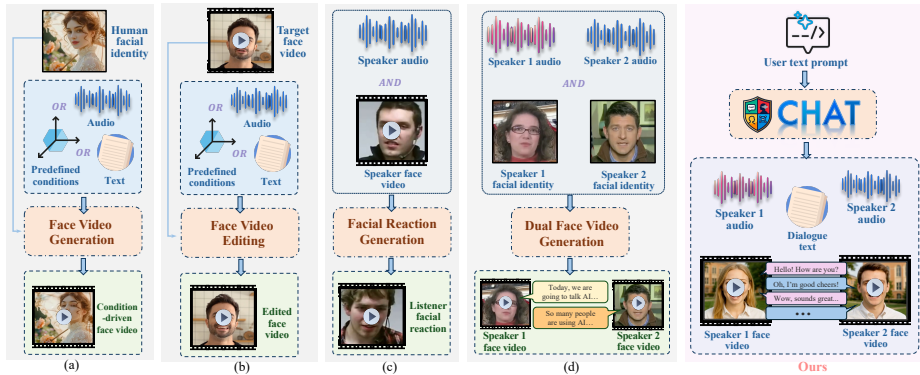 Human facial
identity
OR
Audio
OR
OR
Predefined
conditions
Text
Face Video
Generation
Condition
-driven
face video
(a)
Target
face
video
OR
Audio
OR
OR
Predefined
conditions
Text
Face Video
Editing
Edited
face
video
(b)
Speaker audio
AND
Speaker face
video
Facial Reaction
Generation
Listener
facial
reaction
(c)
Speaker 1 audio
Speaker 2 audio
AND
Speaker 1
facial identity
Speaker 2
facial identity
Dual Face Video
Generation
Today, we are
going to talk AI...
So many people
are using AI...
Speaker 1
face video
Speaker 2
face video
(d)
User text prompt
CHAT
Speaker 1
audio
Speaker 2
audio
Dialogue
text
Hello! How are you?
Oh, I'm good cheers!
Wow, sounds great...
Speaker 1 face
video
Speaker 2 face
video
Ours